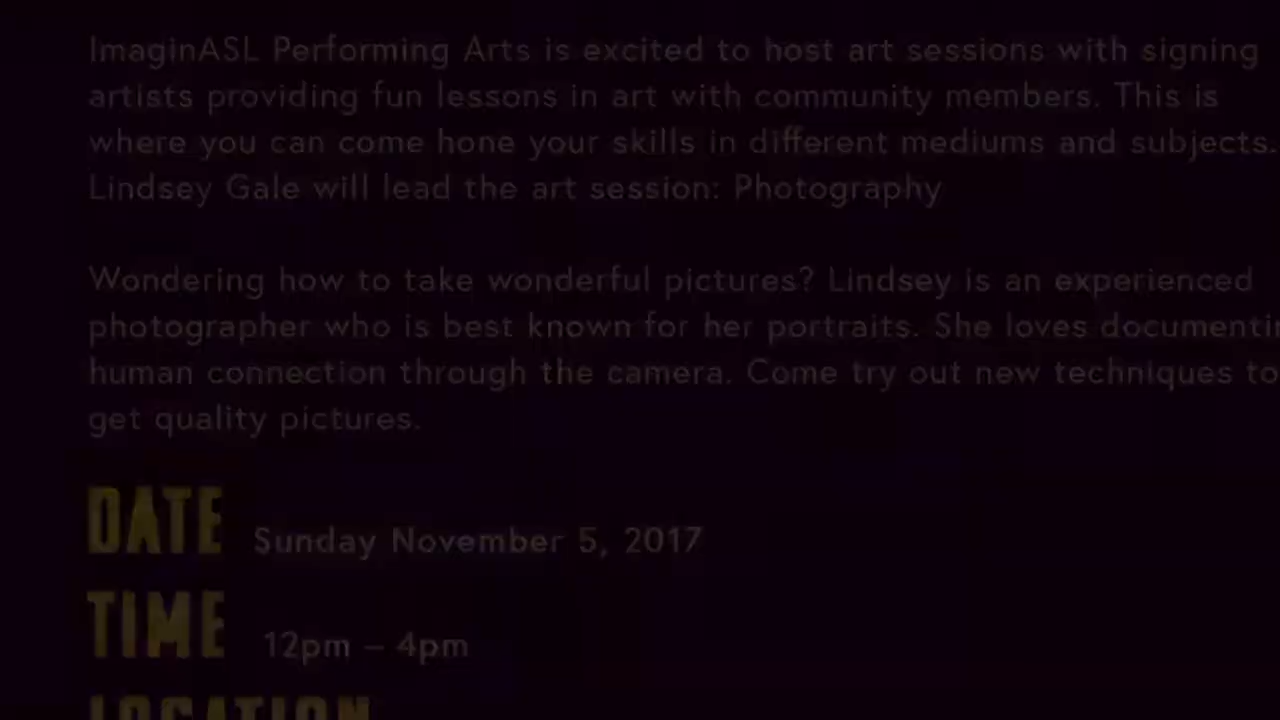 ImaginASL Performing Arts is excited to host art sessions with signing
artists providing fun lessons in art with community members. This is
where you can come hone your skills in different mediums and subjects.
Lindsey Gale will lead the art session: Photography
Wondering how to take wonderful pictures? Lindsey is an experienced
photographer who is best known for her portraits. She loves documenti
human connection through the camera. Come try out new techniques to
get quality pictures.
DATE Sunday November 5, 2017
TIME 12pm – 4pm
LOCATION